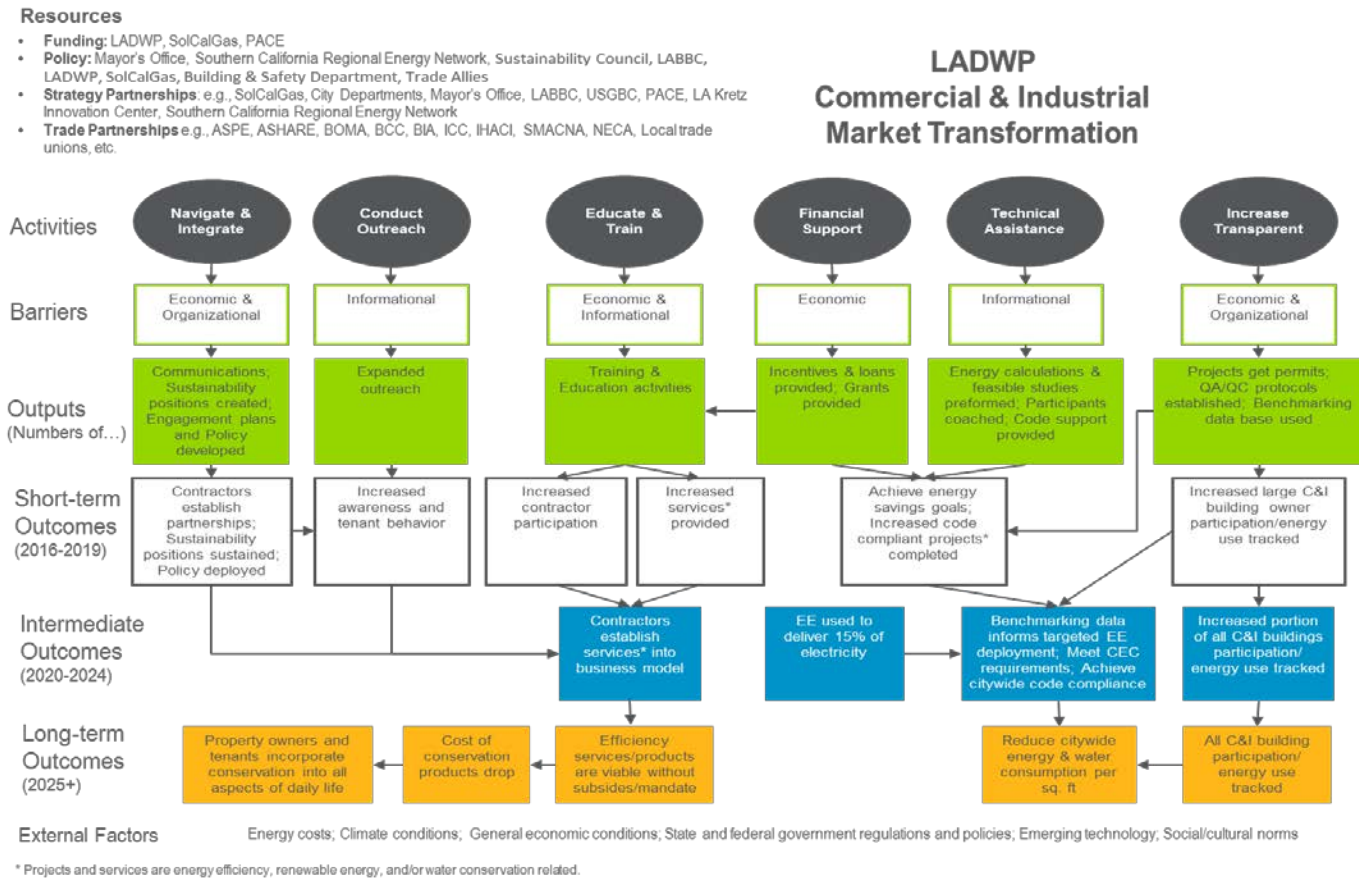 Resources
• Funding: LADWP, SolCalGas, PACE
• Policy: Mayor's Office, Southern California Regional Energy Network, Sustainability Council, LABBC,
LADWP, SolCalGas, Building & Safety Department, Trade Allies
• Strategy Partnerships: e.g., SolCalGas, City Departments, Mayor's Office, LABBC, USGBC, PACE, LA Kretz
Innovation Center, Southern California Regional Energy Network
• Trade Partnerships e.g., ASPE, ASHARE, BOMA, BCC, BIA, ICC, IHACI, SMACNA, NECA, Local trade
unions, etc.
LADWP
Commercial & Industrial
Market Transformation
Activities
Navigate &
Integrate
Conduct
Outreach
Educate &
Train
Financial
Support
Technical
Assistance
Increase
Transparent
Barriers
Economic &
Organizational
Informational
Economic &
Informational
Economic
Informational
Economic &
Organizational
Outputs
(Numbers of…)
Communications;
Sustainability
positions created;
Engagement plans
and Policy
developed
Expanded
outreach
Training &
Education activities
Incentives & loans
provided; Grants
provided
Energy calculations &
feasible studies
preformed; Participants
coached; Code support
provided
Projects get permits;
QA/QC protocols
established; Benchmarking
data base used
Short-term
Outcomes
(2016-2019)
Contractors
establish
partnerships;
Sustainability
positions sustained;
Policy deployed
Increased
awareness and
tenant behavior
Increased
contractor
participation
Increased
services*
provided
Achieve energy
savings goals;
Increased code
compliant projects*
completed
Increased large C&I
building owner
participation/energy
use tracked
Intermediate
Outcomes
(2020-2024)
Contractors
establish
services* into
business model
EE used to
deliver 15% of
electricity
Benchmarking data
informs targeted EE
deployment; Meet CEC
requirements; Achieve
citywide code compliance
Increased portion
of all C&I buildings
participation/
energy use tracked
Long-term
Outcomes
(2025+)
Property owners and
tenants incorporate
conservation into all
aspects of daily life
Cost of
conservation
products drop
Efficiency
services/products
are viable without
subsides/mandate
Reduce citywide
energy & water
consumption per
sq. ft
All C&I building
participation/
energy use
tracked
External Factors
Energy costs; Climate conditions; General economic conditions; State and federal government regulations and policies; Emerging technology; Social/cultural norms
* Projects and services are energy efficiency, renewable energy, and/or water conservation related.